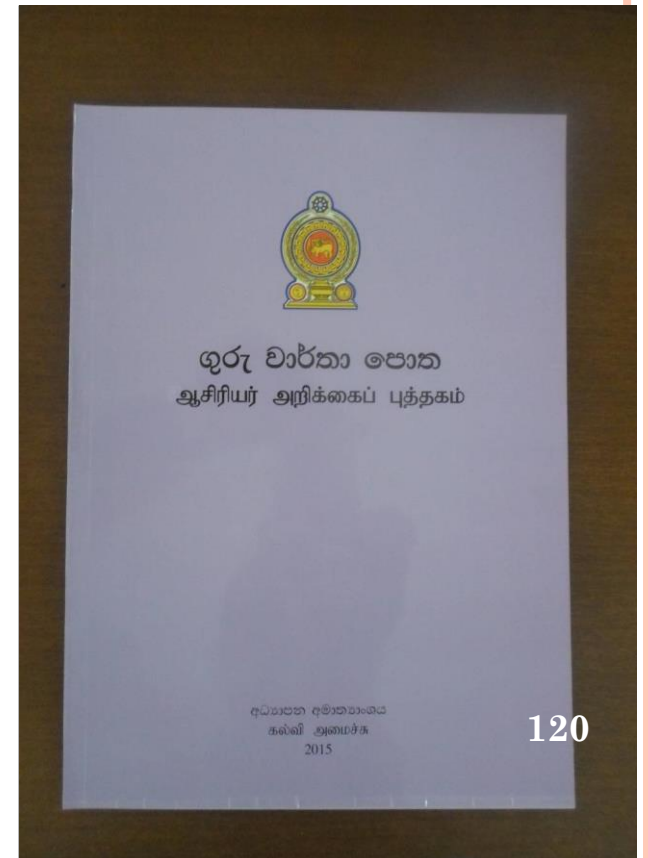 ගුරු වාර්තා පොත
ஆசிரியர் அறிக்கைப் புத்தகம்
අධ්‍යාපන අමාත්‍යාංශය
கல்வி அமைச்சு
2015
120